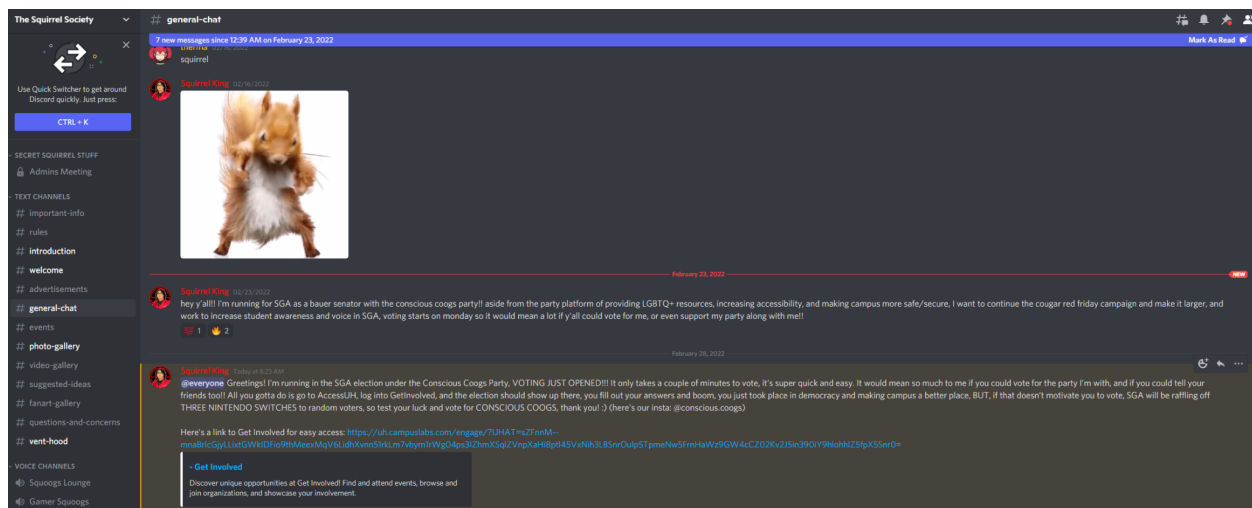 The Squirrel Society
# general-chat
7 new messages since 12:39 AM on February 23, 2022
Mark As Read
Use Quick Switcher to get around
Discord quickly. Just press:
CTRL + K
SECRET SQUIRREL STUFF
Admins Meeting
TEXT CHANNELS
# important-info
# rules
# introduction
# welcome
# advertisements
# general-chat
# events
# photo-gallery
# video-gallery
# suggested-ideas
# fanart-gallery
# questions-and-concerns
# vent-hood
VOICE CHANNELS
Squoogs Lounge
Gamer Squoogs
therma 02/16/2022
squirrel
Squirrel King 02/16/2022
February 23, 2022
NEW
Squirrel King 02/23/2022
hey y'all!! I'm running for SGA as a bauer senator with the conscious coogs party!! aside from the party platform of providing LGBTQ+ resources, increasing accessibility, and making campus more safe/secure, I want to continue the cougar red friday campaign and make it larger, and
work to increase student awareness and voice in SGA, voting starts on monday so it would mean a lot if y'all could vote for me, or even support my party along with me!!
1 2
February 28, 2022
Squirrel King Today at 8:23 AM
@everyone Greetings! I'm running in the SGA election under the Conscious Coogs Party, VOTING JUST OPENED!!! It only takes a couple of minutes to vote, it's super quick and easy. It would mean so much to me if you could vote for the party I'm with, and if you could tell your
friends too!! All you gotta do is go to AccessUH, log into GetInvolved, and the election should show up there, you fill out your answers and boom, you just took place in democracy and making campus a better place, BUT, if that doesn't motivate you to vote, SGA will be raffling off
THREE NINTENDO SWITCHES to random voters, so test your luck and vote for CONSCIOUS COOGS, thank you! :) (here's our insta: @conscious.coogs)
Here's a link to Get Involved for easy access: https://uh.campuslabs.com/engage/?UHAT=sZFnnM--
- Get Involved
Discover unique opportunities at Get Involved! Find and attend events, browse and
join organizations, and showcase your involvement.